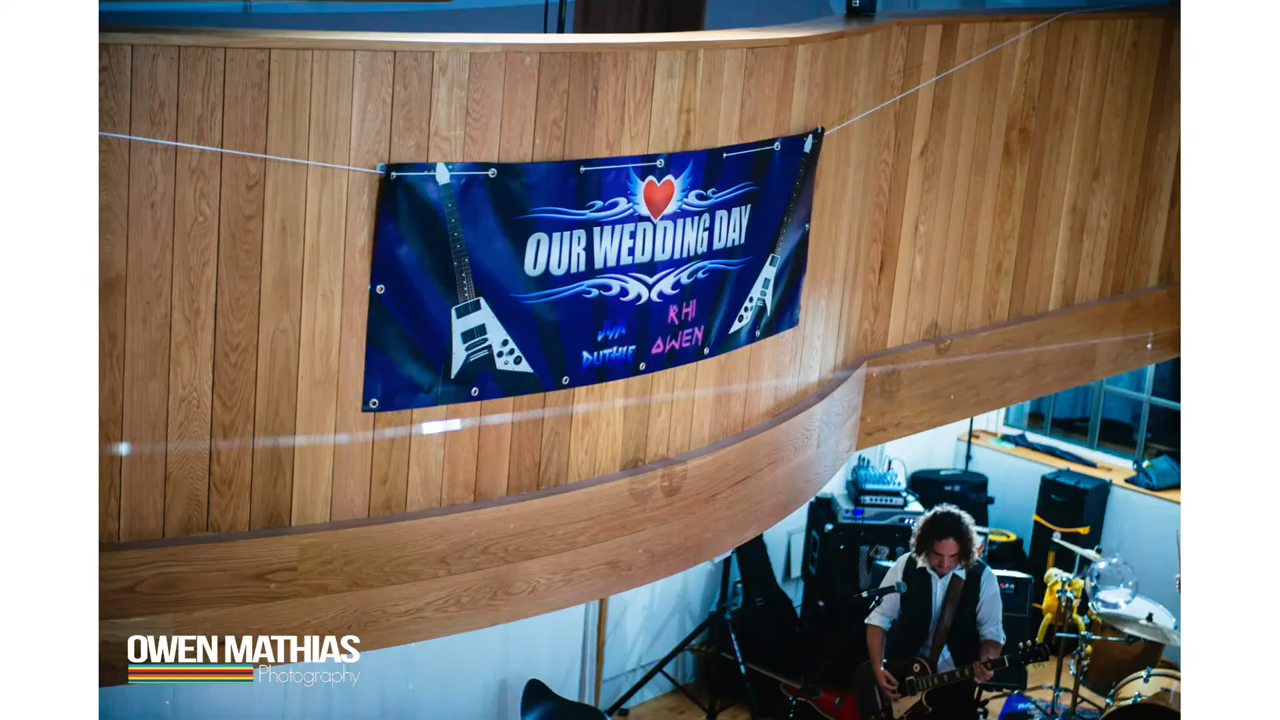 OUR WEDDING DAY
RHI
DUTHIE OWEN
OWEN MATHIAS
Photography